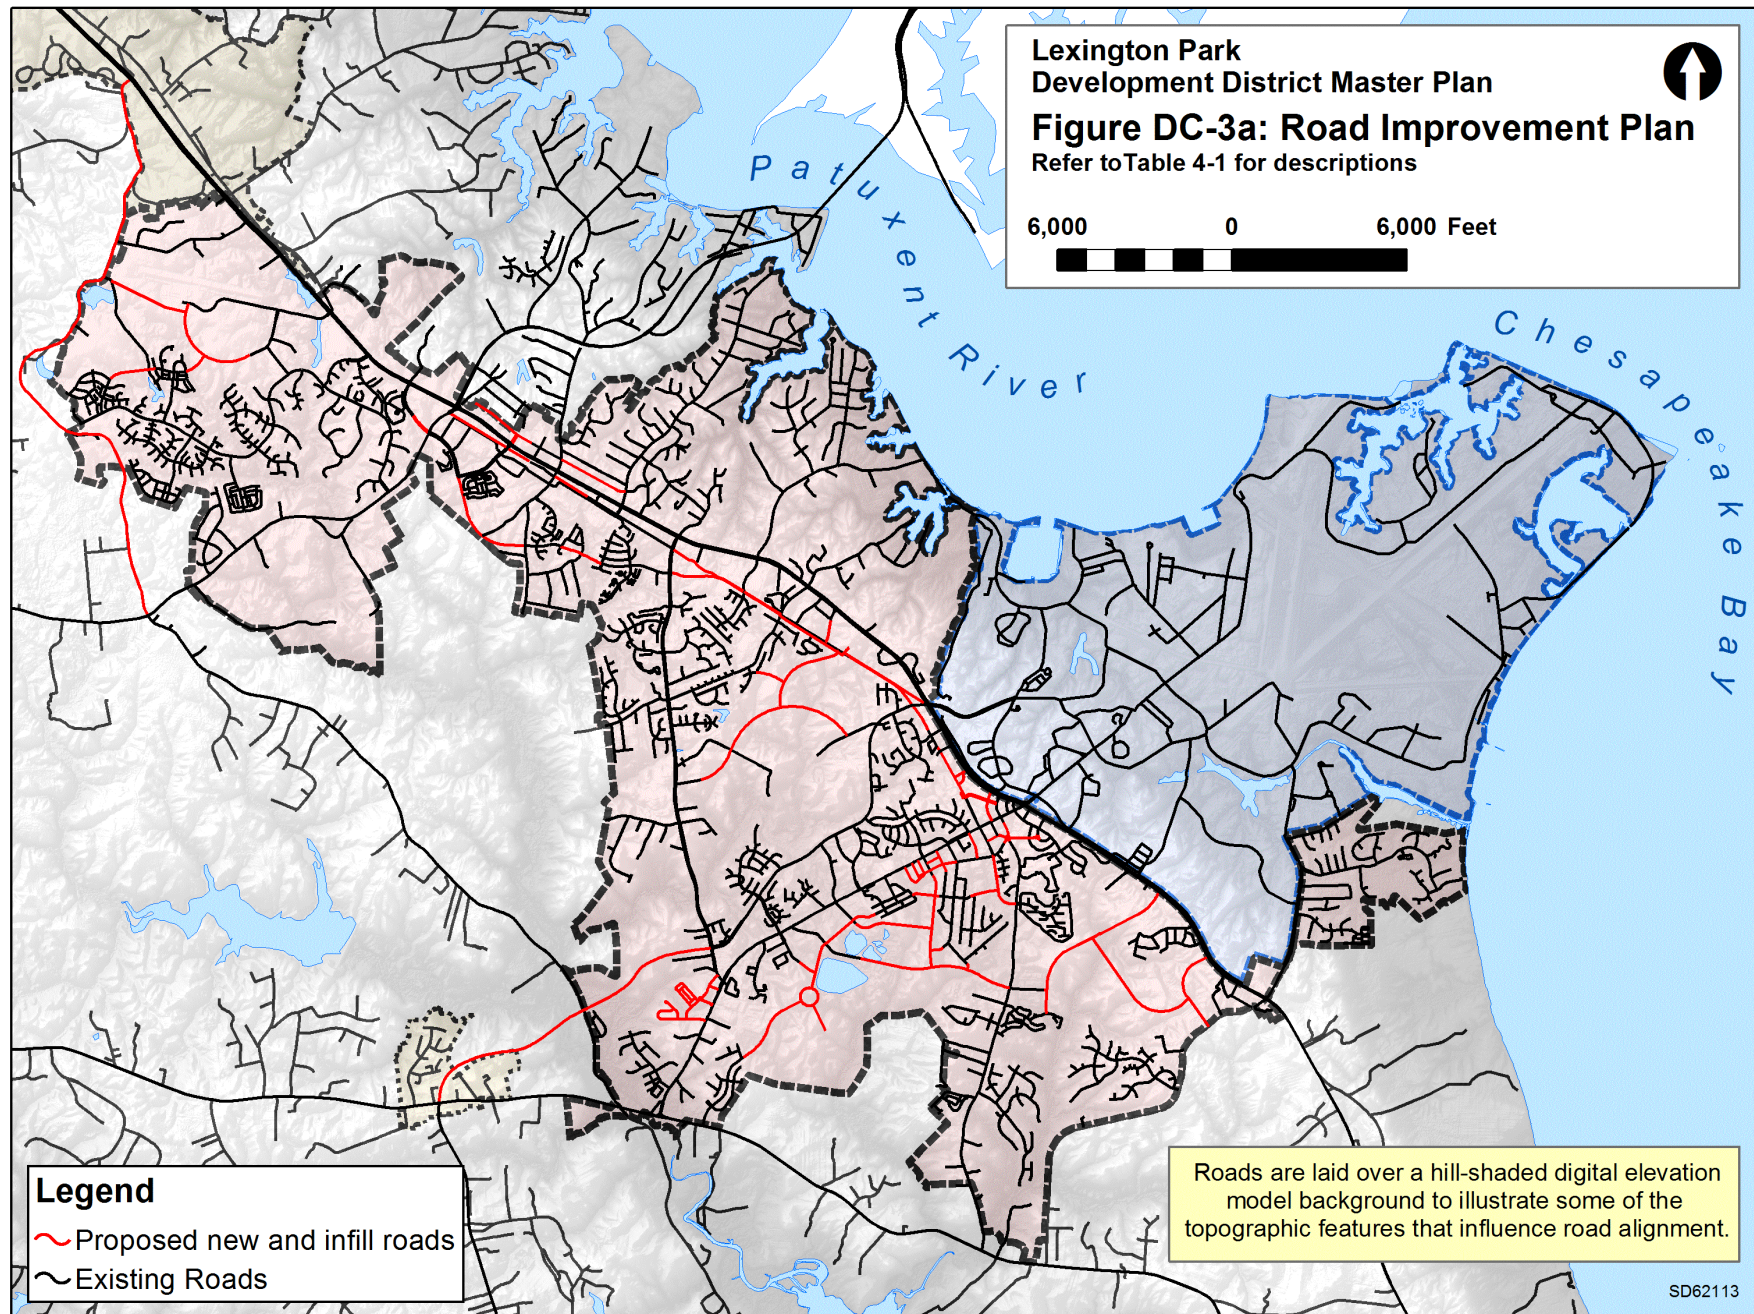 Lexington Park
Development District Master Plan
Figure DC-3a: Road Improvement Plan
Refer toTable 4-1 for descriptions
6,000 0 6,000 Feet
Patuxent River
Chesapeake Bay
Legend
Proposed new and infill roads
Existing Roads
Roads are laid over a hill-shaded digital elevation
model background to illustrate some of the
topographic features that influence road alignment.
SD62113